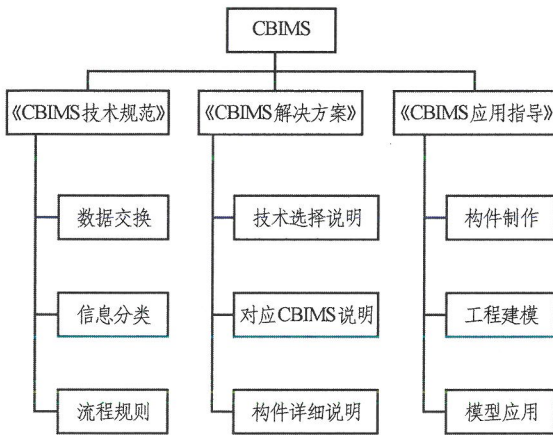 CBIMS
《CBIMS技术规范》
《CBIMS解决方案》
《CBIMS应用指导》
数据交换
技术选择说明
构件制作
信息分类
对应CBIMS说明
工程建模
流程规则
构件详细说明
模型应用